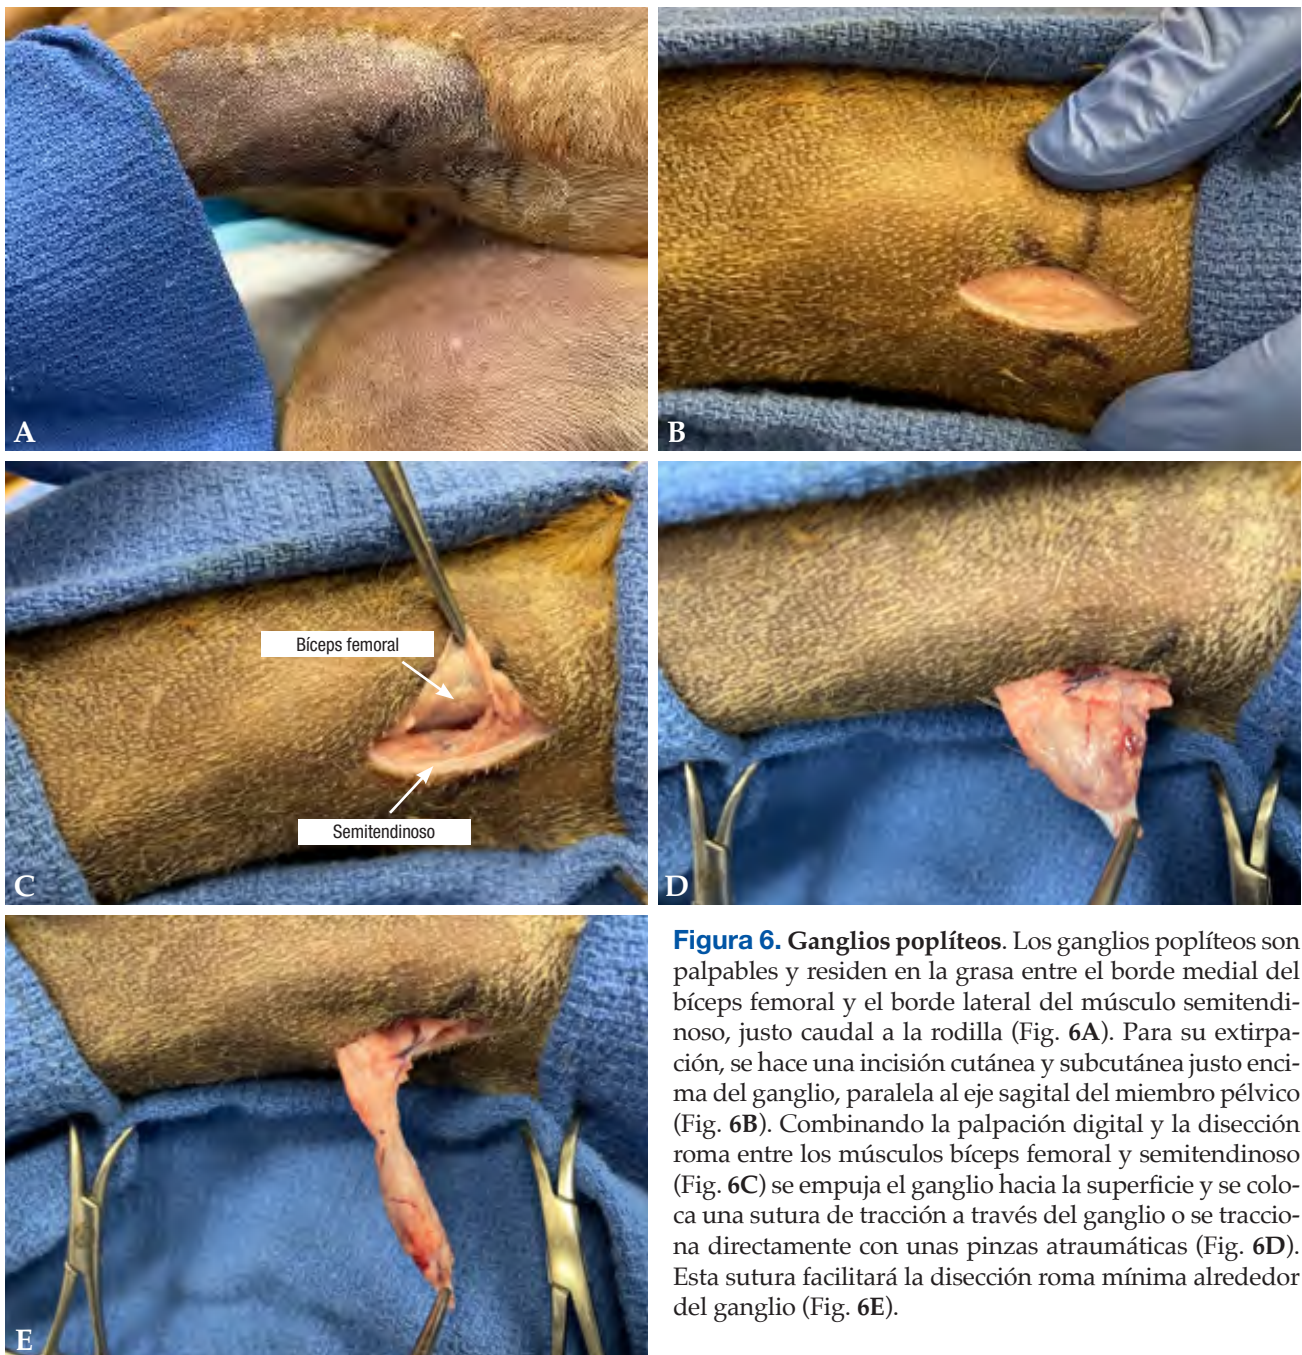 A
B
Bíceps femoral
Semitendinoso
C
D
E
Figura 6. Ganglios poplíteos. Los ganglios poplíteos son
palpables y residen en la grasa entre el borde medial del
bíceps femoral y el borde lateral del músculo semitendi-
noso, justo caudal a la rodilla (Fig. 6A). Para su extirpa-
ción, se hace una incisión cutánea y subcutánea justo enci-
ma del ganglio, paralela al eje sagital del miembro pélvico
(Fig. 6B). Combinando la palpación digital y la disección
roma entre los músculos bíceps femoral y semitendinoso
(Fig. 6C) se empuja el ganglio hacia la superficie y se colo-
ca una sutura de tracción a través del ganglio o se traccio-
na directamente con unas pinzas atraumáticas (Fig. 6D).
Esta sutura facilitará la disección roma mínima alrededor
del ganglio (Fig. 6E).